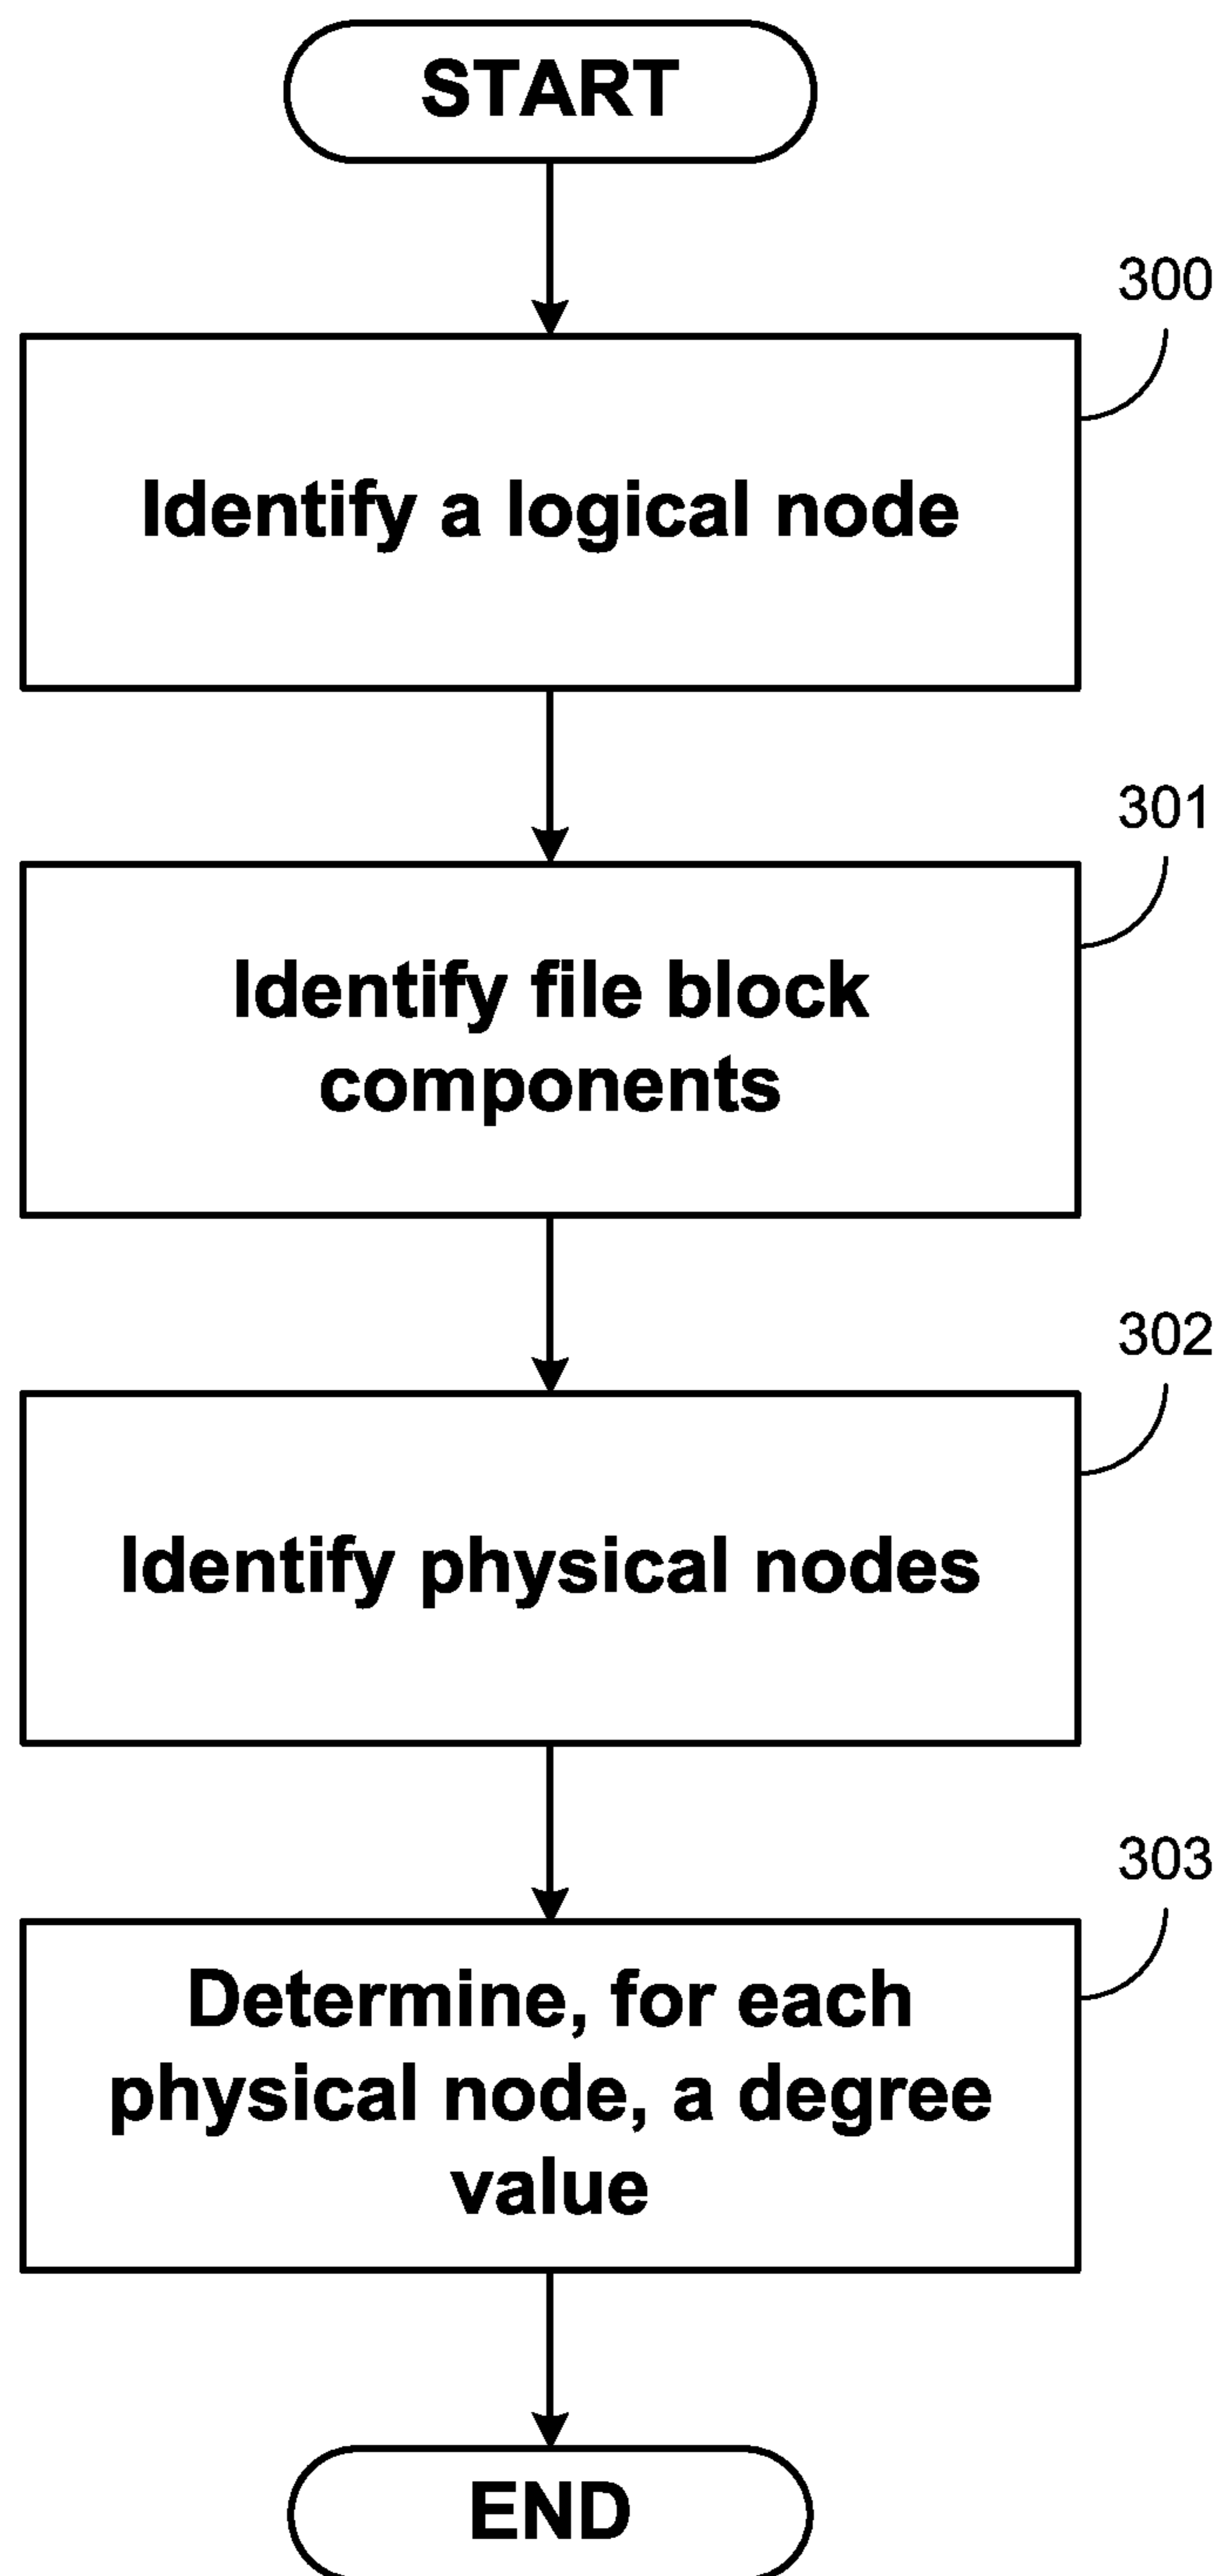 START
300
Identify a logical node
301
Identify file block
components
302
Identify physical nodes
303
Determine, for each
physical node, a degree
value
END